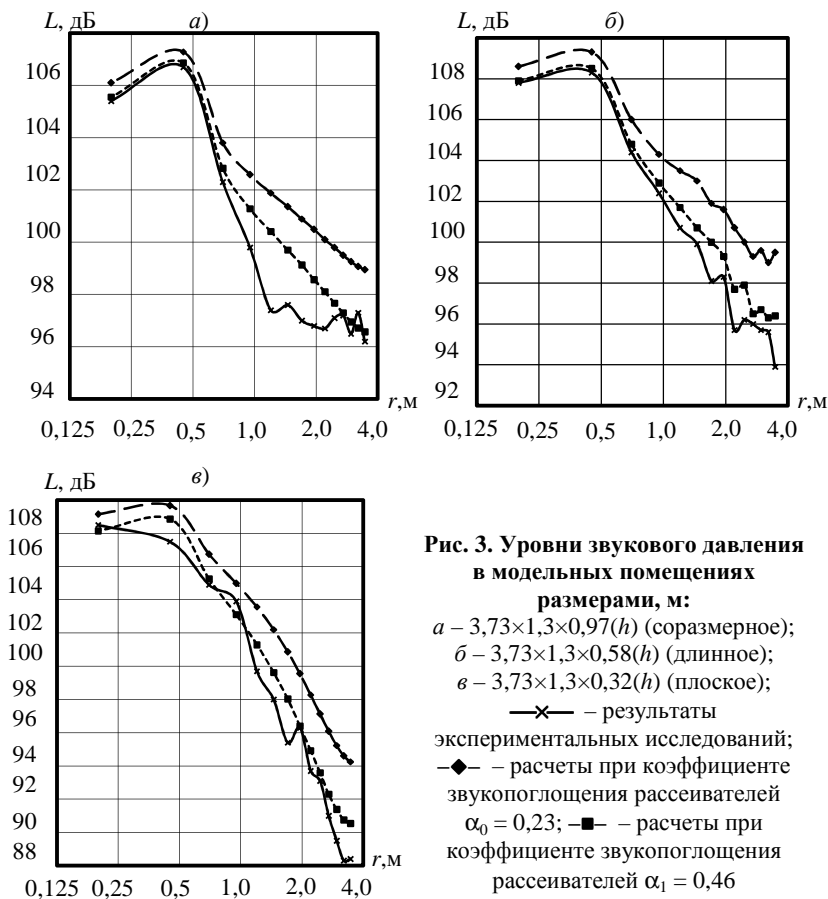 L, дБ
а)
106
104
102
100
98
96
94
r,м
0,125 0,25 0,5 1,0 2,0 4,0
L, дБ
б)
108
106
104
102
100
98
96
94
92
r,м
0,125 0,25 0,5 1,0 2,0 4,0
L, дБ
в)
108
106
104
102
100
98
96
94
92
90
88
r,м
0,125 0,25 0,5 1,0 2,0 4,0
Рис. 3. Уровни звукового давления
в модельных помещениях
размерами, м:
а – 3,73×1,3×0,97(h) (соразмерное);
б – 3,73×1,3×0,58(h) (длинное);
в – 3,73×1,3×0,32(h) (плоское);
– результаты
экспериментальных исследований;
– расчеты при коэффициенте
звукопоглощения рассеивателей
α₀ = 0,23; – расчеты при
коэффициенте звукопоглощения
рассеивателей α₁ = 0,46